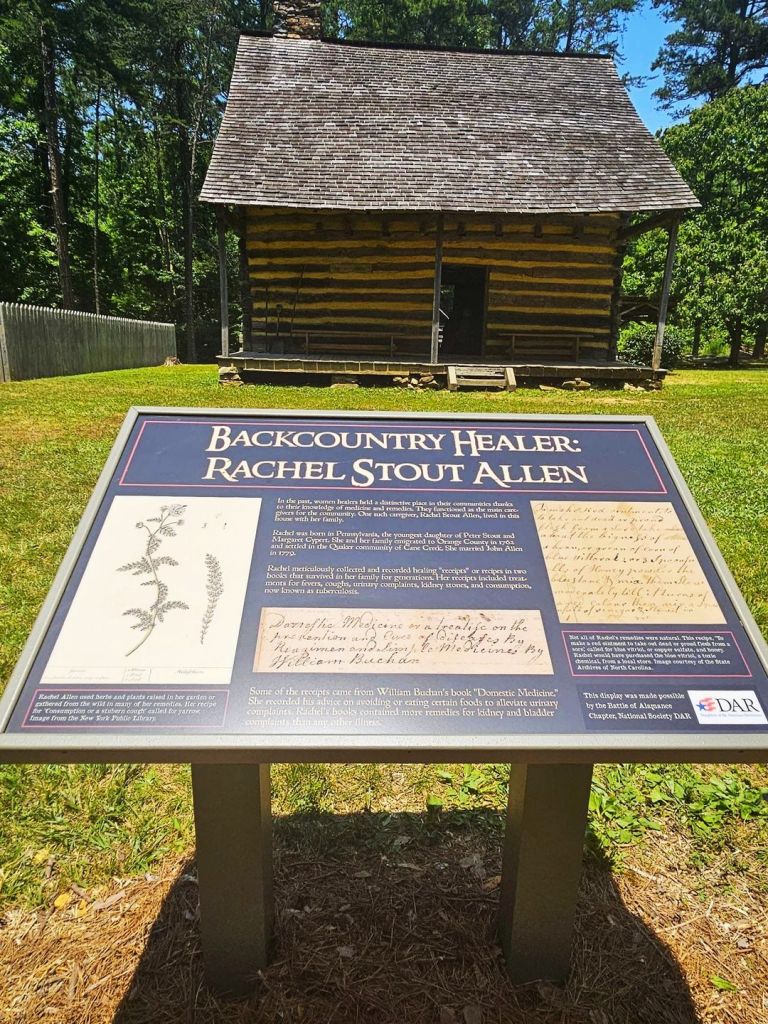 BACKCOUNTRY HEALER:
RACHEL STOUT ALLEN
In the past, women healers held a distinctive place in their communities thanks
to their knowledge of medicine and remedies. They functioned as the main care-
givers for the community. One such caregiver, Rachel Stout Allen, lived in this
house with her family.
Rachel was born in Pennsylvania, the youngest daughter of Peter Stout and
Margaret Cypert. She and her family emigrated to Orange County in 1762
and settled in the Quaker community of Cane Creek. She married John Allen
in 1779.
Rachel meticulously collected and recorded healing "receipts" or recipes in two
books that survived in her family for generations. Her receipts included treat-
ments for fevers, coughs, urinary complaints, kidney stones, and consumption,
now known as tuberculosis.
Domestic Medicine or a treatise on the
prevention and Cure of Diseases By
Regimen and Simple Medicines By
William Buchan
Some of the receipts came from William Buchan's book "Domestic Medicine."
She recorded his advice on avoiding or eating certain foods to alleviate urinary
complaints. Rachel's books contained more remedies for kidney and bladder
complaints than any other illness.
Rachel Allen used herbs and plants raised in her garden or
gathered from the wild in many of her remedies. Her recipe
for "Consumption or a stubern cough" called for yarrow.
Image from the New York Public Library.
Not all of Rachel's remedies were natural. This recipe, "To
make a red ointment to take out dead or proud flesh from a
sore," called for blue vitriol, or copper sulfate, and honey.
Rachel would have purchased the blue vitriol, a toxic
chemical, from a local store. Image courtesy of the State
Archives of North Carolina.
This display was made possible
by the Battle of Alamance
Chapter, National Society DAR
DAR
Daughters of the American Revolution